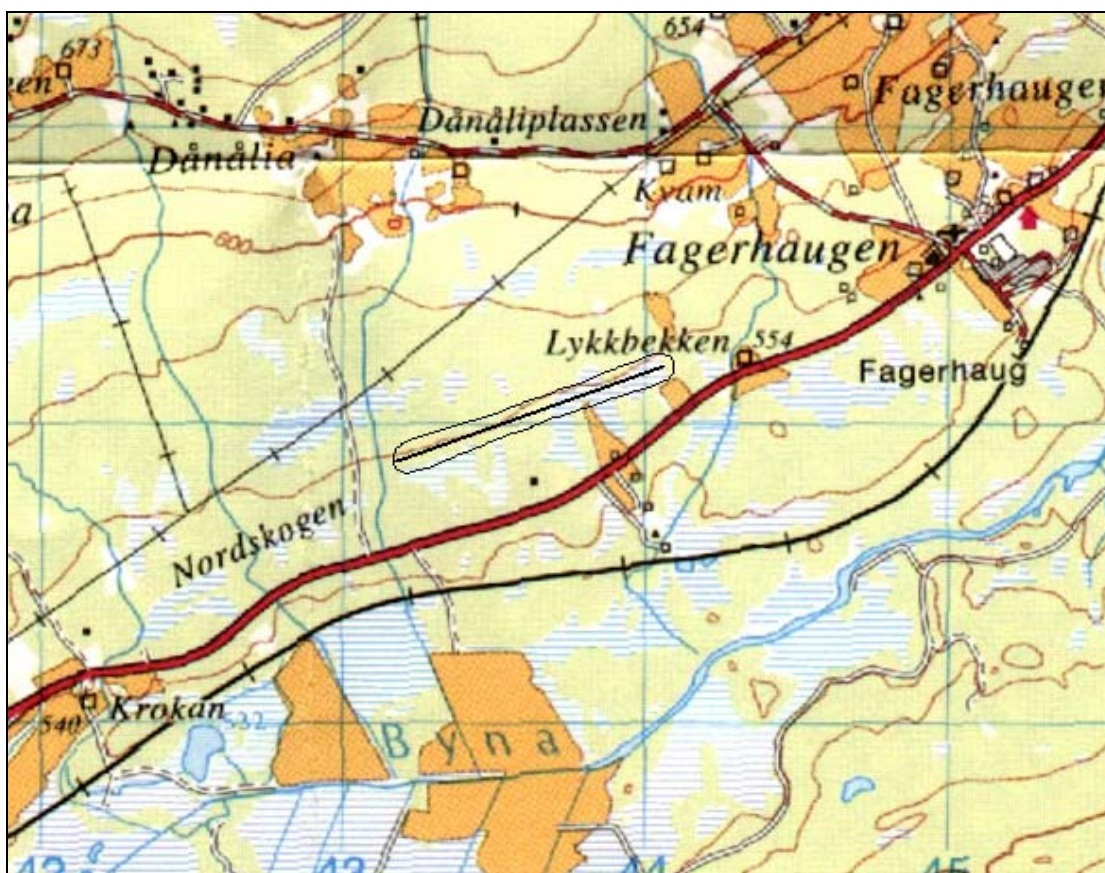 673
654
een
Fagerhaugen
Dånåliplassen
Dånålia
Kvam
a
600
Fagerhaugen
Lykkbekken
554
Fagerhaug
Nordskogen
540
Krokan
532
Byna
43
44
45